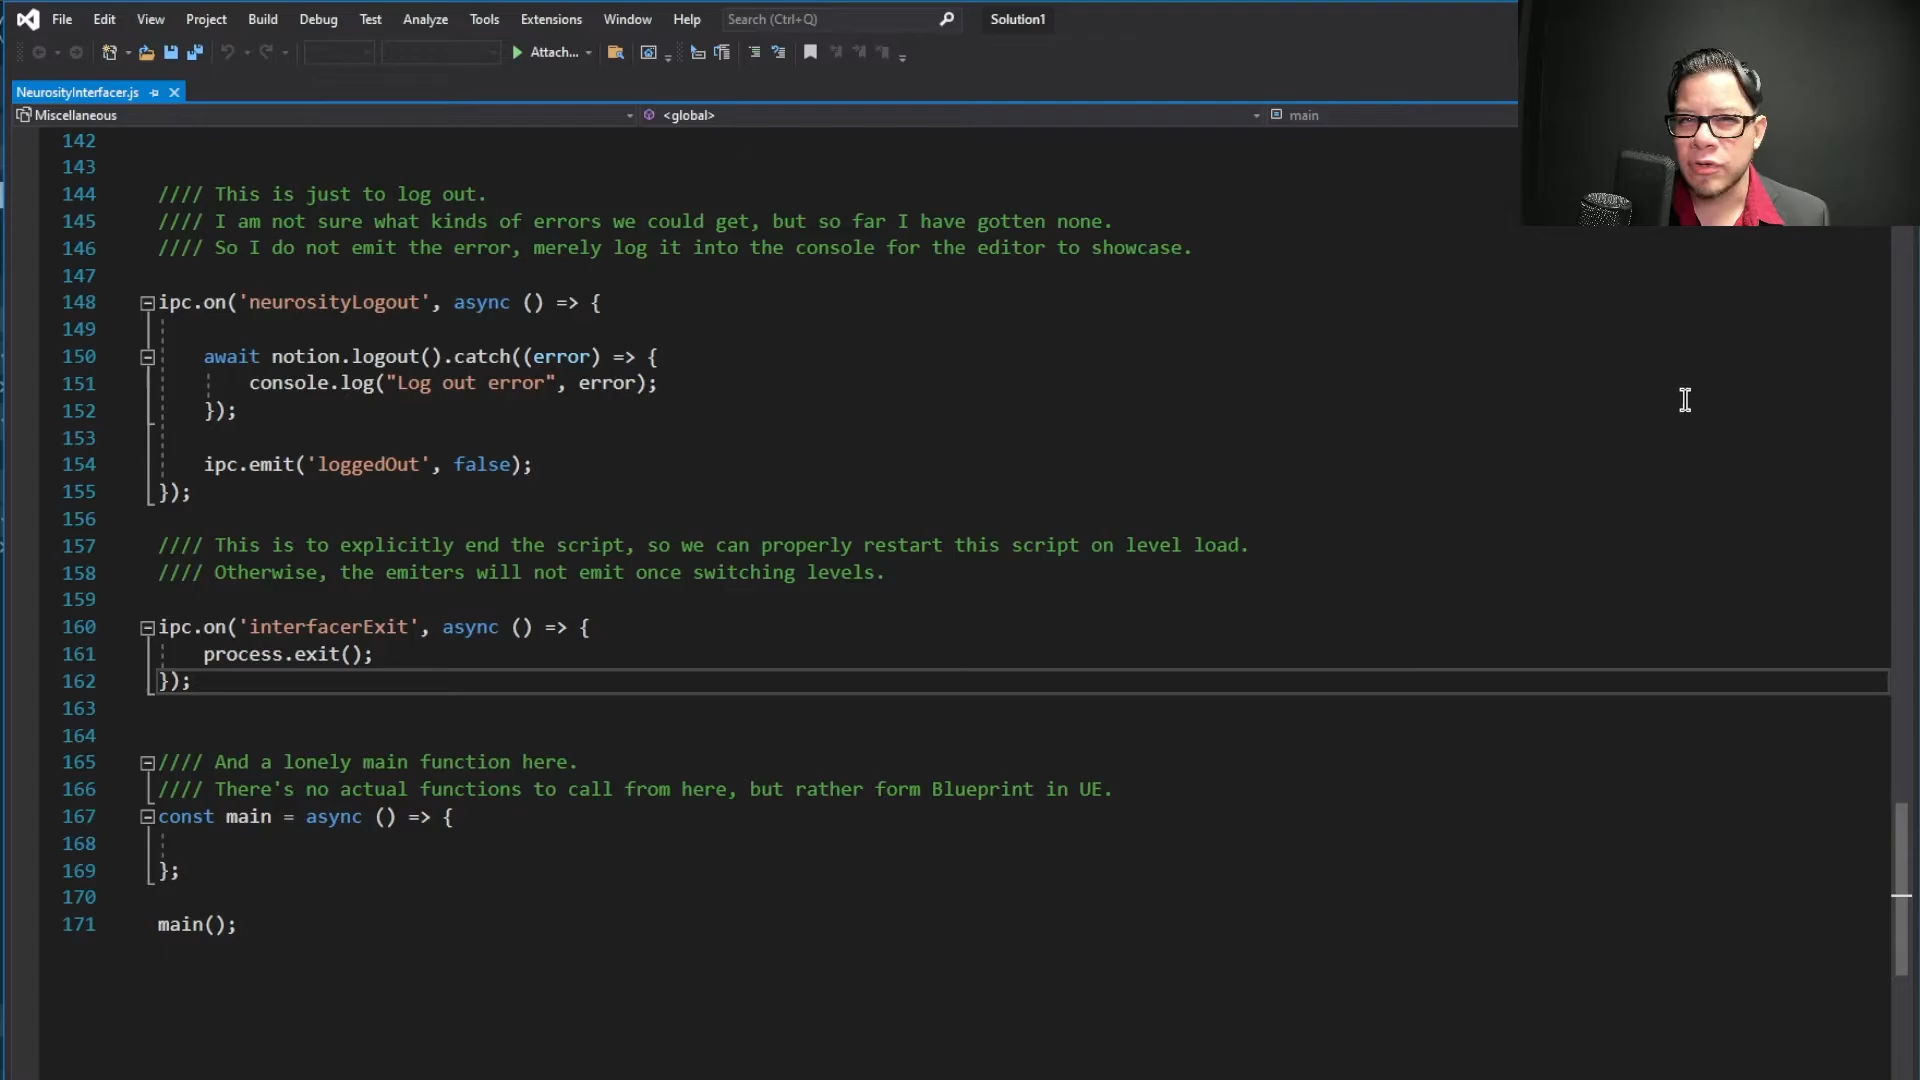 File Edit View Project Build Debug Test Analyze Tools Extensions Window Help Search (Ctrl+Q) Solution1
Attach...
NeurosityInterfacer.js
Miscellaneous <global> main
142
143
144 //// This is just to log out.
145 //// I am not sure what kinds of errors we could get, but so far I have gotten none.
146 //// So I do not emit the error, merely log it into the console for the editor to showcase.
147
148 ipc.on('neurosityLogout', async () => {
149
150 await notion.logout().catch((error) => {
151 console.log("Log out error", error);
152 });
153
154 ipc.emit('loggedOut', false);
155 });
156
157 //// This is to explicitly end the script, so we can properly restart this script on level load.
158 //// Otherwise, the emiters will not emit once switching levels.
159
160 ipc.on('interfacerExit', async () => {
161 process.exit();
162 });
163
164
165 //// And a lonely main function here.
166 //// There's no actual functions to call from here, but rather form Blueprint in UE.
167 const main = async () => {
168
169 };
170
171 main();